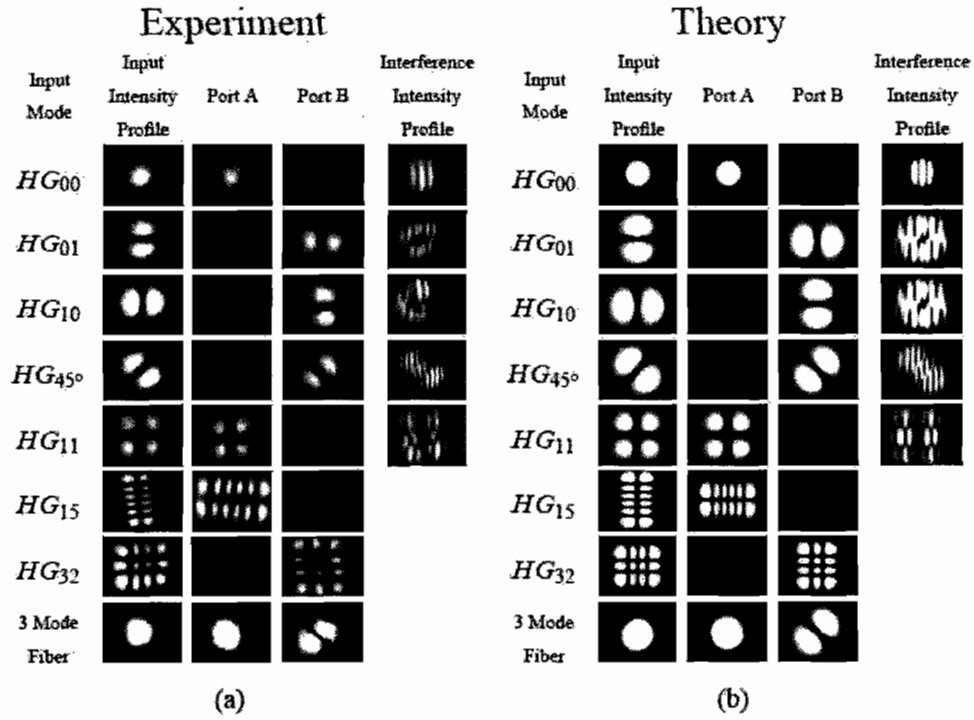 Experiment
Theory
Input Mode
Input Intensity Profile
Port A
Port B
Interference Intensity Profile
Input Mode
Input Intensity Profile
Port A
Port B
Interference Intensity Profile
HG00
HG00
HG01
HG01
HG10
HG10
HG45°
HG45°
HG11
HG11
HG15
HG15
HG32
HG32
3 Mode Fiber
3 Mode Fiber
(a)
(b)